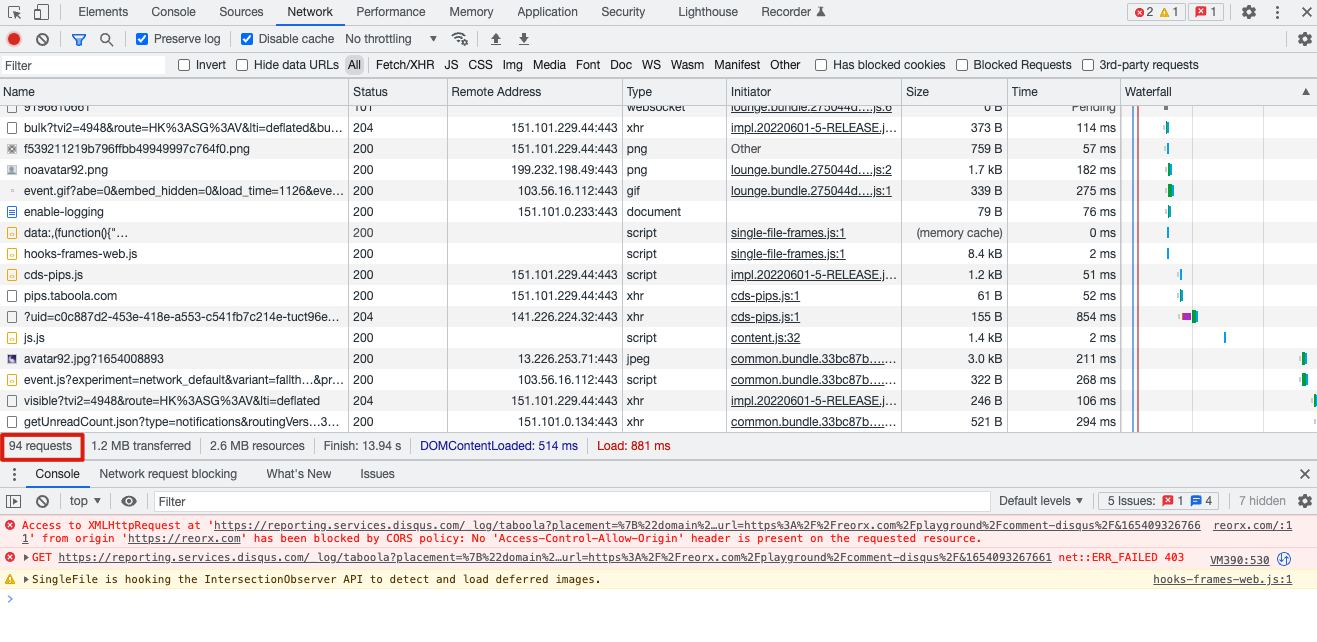 Elements Console Sources Network Performance Memory Application Security Lighthouse Recorder 2 1 1
Preserve log Disable cache No throttling
Filter Invert Hide data URLs All Fetch/XHR JS CSS Img Media Font Doc WS Wasm Manifest Other Has blocked cookies Blocked Requests 3rd-party requests
Name Status Remote Address Type Initiator Size Time Waterfall
9196610661 101 websocket lounge.bundle.275044d….js:6 0 B Pending
bulk?tvi2=4948&route=HK%3ASG%3AV&lti=deflated&bu... 204 151.101.229.44:443 xhr impl.20220601-5-RELEASE.j… 373 B 114 ms
f539211219b796ffbb49949997c764f0.png 200 151.101.229.44:443 png Other 759 B 57 ms
noavatar92.png 200 199.232.198.49:443 png lounge.bundle.275044d….js:2 1.7 kB 182 ms
event.gif?abe=0&embed_hidden=0&load_time=1126&eve... 200 103.56.16.112:443 gif lounge.bundle.275044d….js:1 339 B 275 ms
enable-logging 200 151.101.0.233:443 document 79 B 76 ms
data:,(function(){"… 200 script single-file-frames.js:1 (memory cache) 0 ms
hooks-frames-web.js 200 script single-file-frames.js:1 8.4 kB 2 ms
cds-pips.js 200 151.101.229.44:443 script impl.20220601-5-RELEASE.j… 1.2 kB 51 ms
pips.taboola.com 200 151.101.229.44:443 xhr cds-pips.js:1 61 B 52 ms
?uid=c0c887d2-453e-418e-a553-c541fb7c214e-tuct96e... 204 141.226.224.32:443 xhr cds-pips.js:1 155 B 854 ms
js.js 200 script content.js:32 1.4 kB 2 ms
avatar92.jpg?1654008893 200 13.226.253.71:443 jpeg common.bundle.33bc87b….… 3.0 kB 211 ms
event.js?experiment=network_default&variant=fallth...&pr... 200 103.56.16.112:443 script common.bundle.33bc87b….… 322 B 268 ms
visible?tvi2=4948&route=HK%3ASG%3AV&lti=deflated 204 151.101.229.44:443 xhr impl.20220601-5-RELEASE.j… 246 B 106 ms
getUnreadCount.json?type=notifications&routingVers...3... 200 151.101.0.134:443 xhr common.bundle.33bc87b….… 521 B 294 ms
94 requests 1.2 MB transferred 2.6 MB resources Finish: 13.94 s DOMContentLoaded: 514 ms Load: 881 ms
Console Network request blocking What's New Issues
top Filter Default levels 5 Issues: 1 4 7 hidden
Access to XMLHttpRequest at 'https://reporting.services.disqus.com/_log/taboola?placement=%7B%22domain%2…url=https%3A%2F%2Freorx.com%2Fplayground%2Fcomment-disqus%2F&165409326766 reorx.com/:1
1' from origin 'https://reorx.com' has been blocked by CORS policy: No 'Access-Control-Allow-Origin' header is present on the requested resource.
GET https://reporting.services.disqus.com/_log/taboola?placement=%7B%22domain%2…url=https%3A%2F%2Freorx.com%2Fplayground%2Fcomment-disqus%2F&1654093267661 net::ERR_FAILED 403 VM390:530
SingleFile is hooking the IntersectionObserver API to detect and load deferred images. hooks-frames-web.js:1